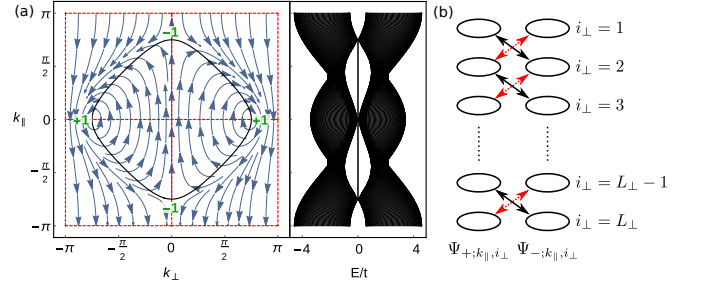 (a)
π
π/2
0
−π/2
−π
k∥
−π
−π/2
0
π/2
π
k⊥
−1
+1
+1
−1
−4
0
4
E/t
(b)
i⊥ = 1
i⊥ = 2
i⊥ = 3
i⊥ = L⊥ − 1
i⊥ = L⊥
Ψ+;k∥,i⊥ Ψ−;k∥,i⊥